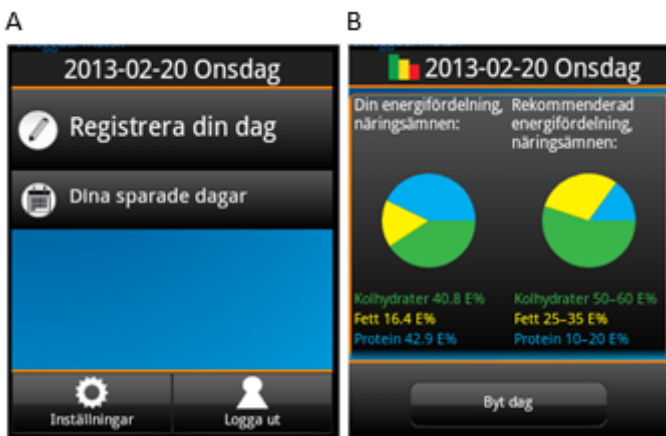 A
2013-02-20 Onsdag
Registrera din dag
Dina sparade dagar
Inställningar
Logga ut
B
2013-02-20 Onsdag
Din energifördelning,
näringsämnen:
Rekommenderad
energifördelning,
näringsämnen:
Kolhydrater 40.8 E%
Fett 16.4 E%
Protein 42.9 E%
Kolhydrater 50–60 E%
Fett 25–35 E%
Protein 10–20 E%
Byt dag